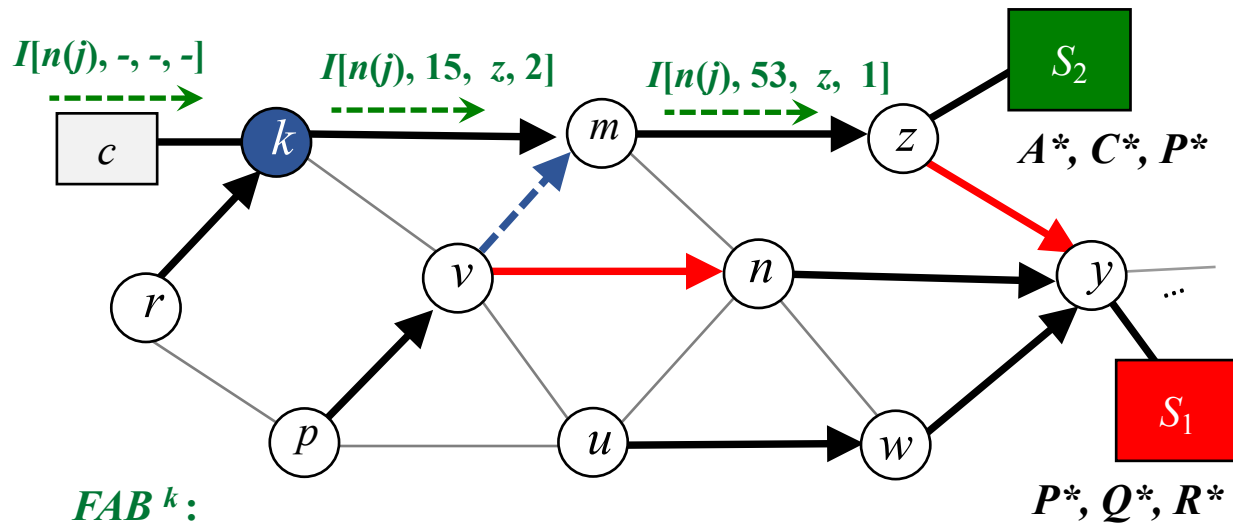 I[n(j), -, -, -]
I[n(j), 15, z, 2]
I[n(j), 53, z, 1]
S₂
c
k
m
z
A*, C*, P*
r
v
n
y
...
p
u
w
S₁
FAB ᵏ:
P*, Q*, R*